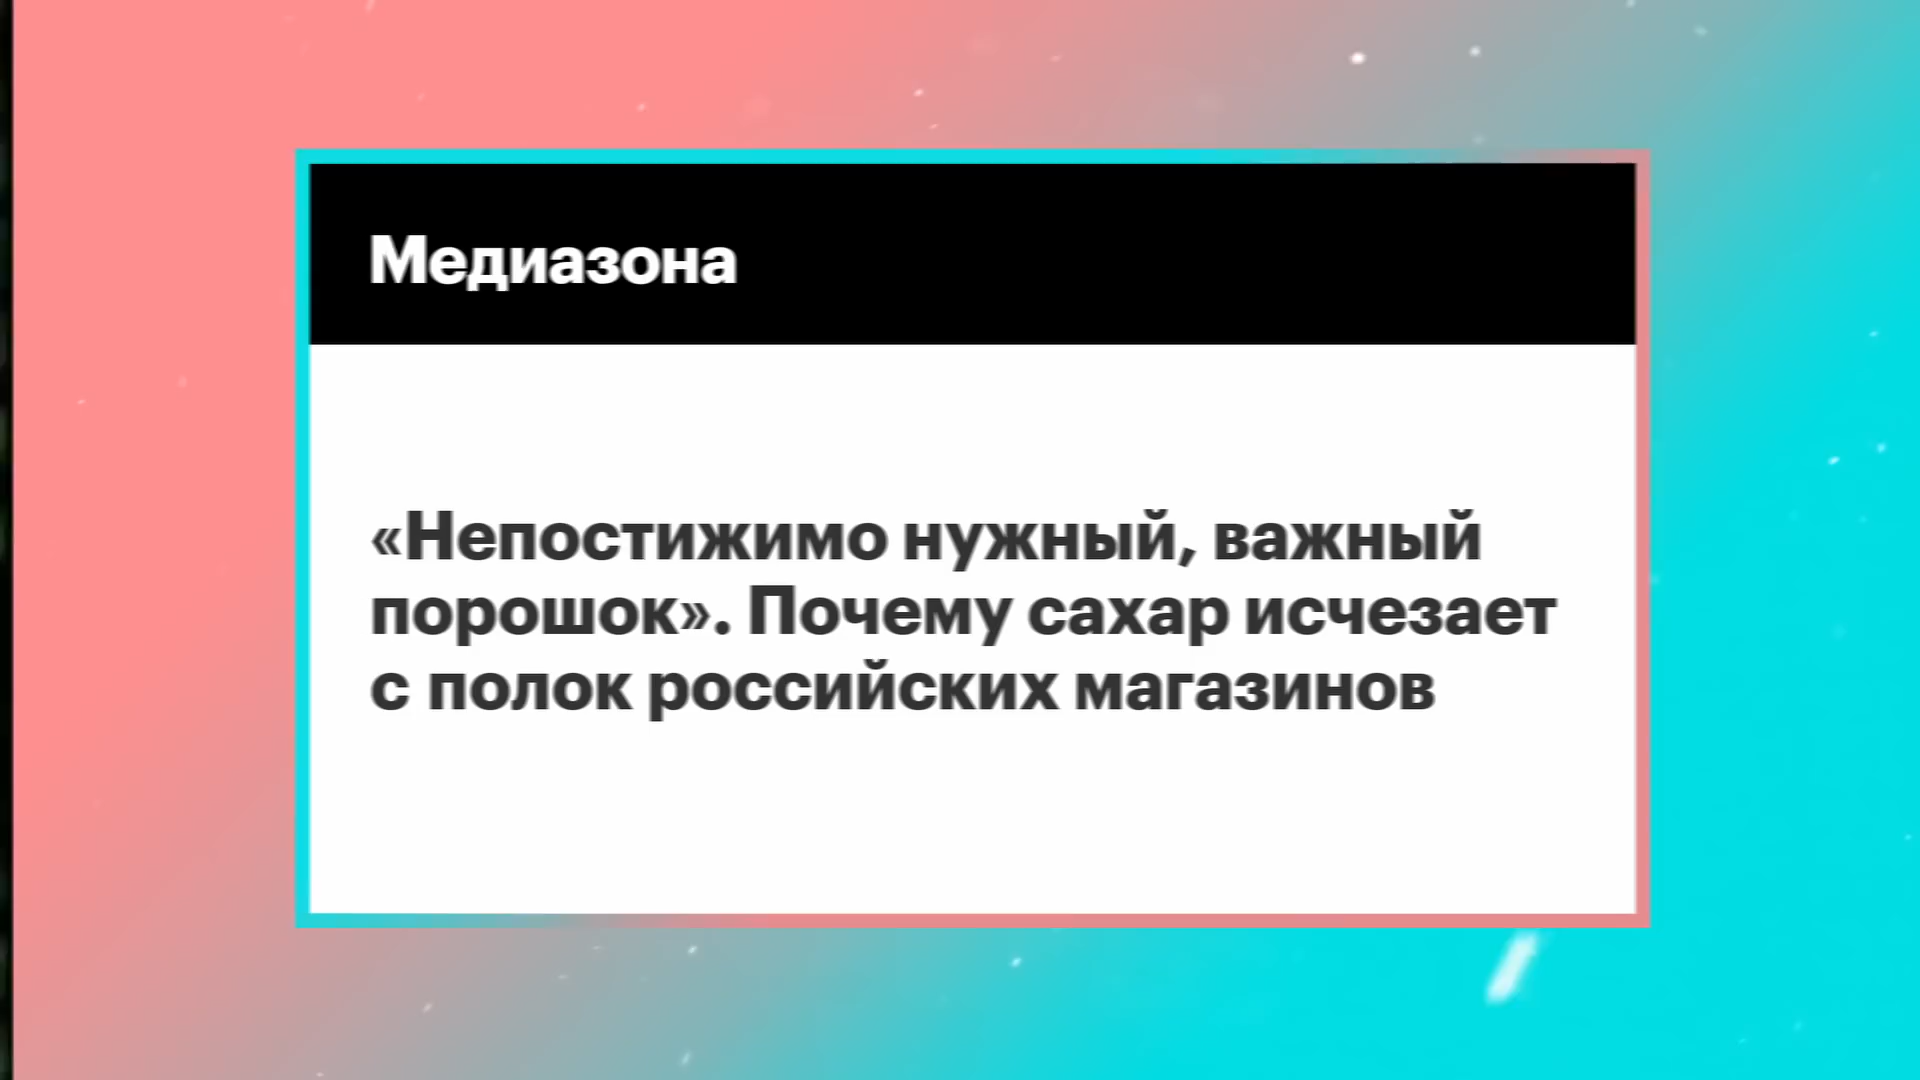 Медиазона
«Непостижимо нужный, важный
порошок». Почему сахар исчезает
с полок российских магазинов